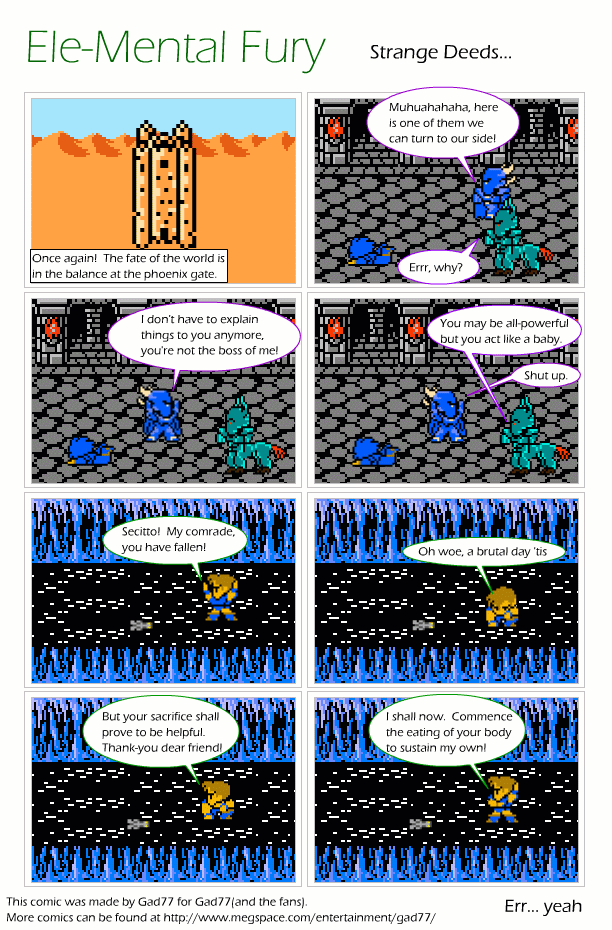 Ele-Mental Fury
Strange Deeds...
Once again! The fate of the world is
in the balance at the phoenix gate.
Muhuahahaha, here
is one of them we
can turn to our side!
Errr, why?
I don't have to explain
things to you anymore,
you're not the boss of me!
You may be all-powerful
but you act like a baby.
Shut up.
Secitto! My comrade,
you have fallen!
Oh woe, a brutal day 'tis
But your sacrifice shall
prove to be helpful.
Thank-you dear friend!
I shall now. Commence
the eating of your body
to sustain my own!
This comic was made by Gad77 for Gad77(and the fans).
More comics can be found at http://www.megspace.com/entertainment/gad77/
Err... yeah